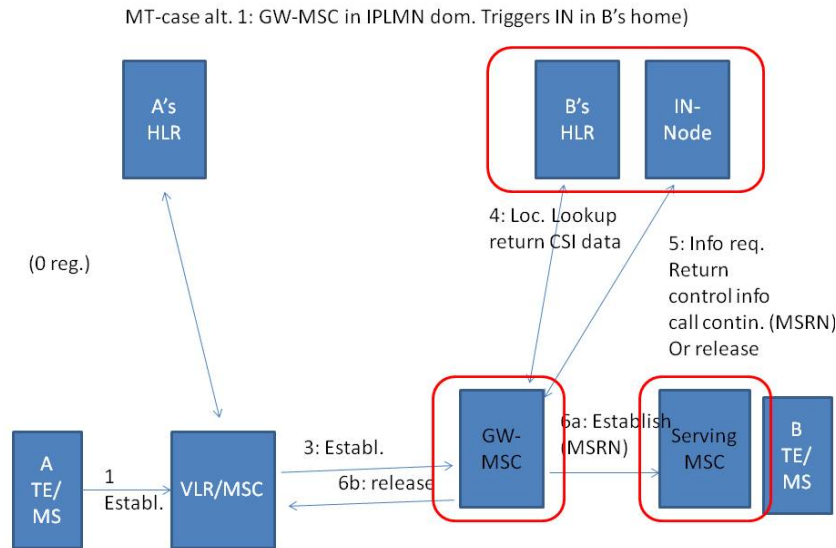 MT-case alt. 1: GW-MSC in IPLMN dom. Triggers IN in B's home)
A's
HLR
B's
HLR
IN-
Node
4: Loc. Lookup
return CSI data
(0 reg.)
5: Info req.
Return
control info
call contin. (MSRN)
Or release
A
TE/
MS
1
Establ.
VLR/MSC
3: Establ.
6b: release
GW-
MSC
6a: Establish
(MSRN)
Serving
MSC
B
TE/
MS